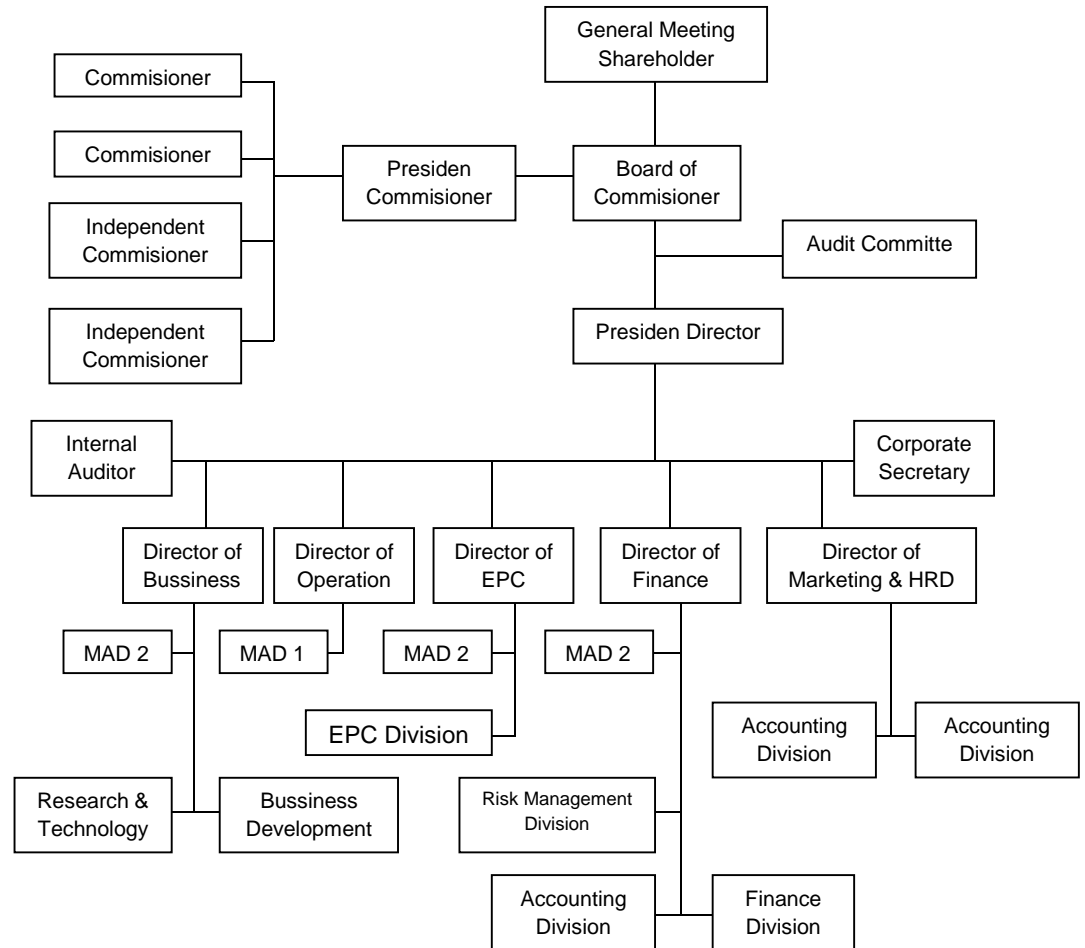 General Meeting
Shareholder
Commisioner
Commisioner
Presiden
Commisioner
Board of
Commisioner
Independent
Commisioner
Audit Committe
Independent
Commisioner
Presiden Director
Internal
Auditor
Corporate
Secretary
Director of
Bussiness
Director of
Operation
Director of
EPC
Director of
Finance
Director of
Marketing & HRD
MAD 2
MAD 1
MAD 2
MAD 2
EPC Division
Accounting
Division
Accounting
Division
Research &
Technology
Bussiness
Development
Risk Management
Division
Accounting
Division
Finance
Division